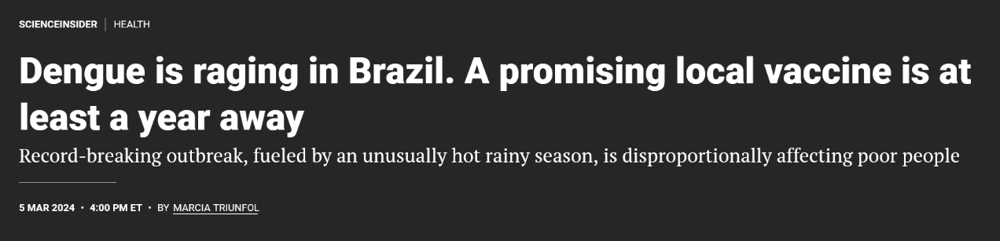 SCIENCEINSIDER | HEALTH
Dengue is raging in Brazil. A promising local vaccine is at
least a year away
Record-breaking outbreak, fueled by an unusually hot rainy season, is disproportionally affecting poor people
5 MAR 2024 • 4:00 PM ET • BY MARCIA TRIUNFOL